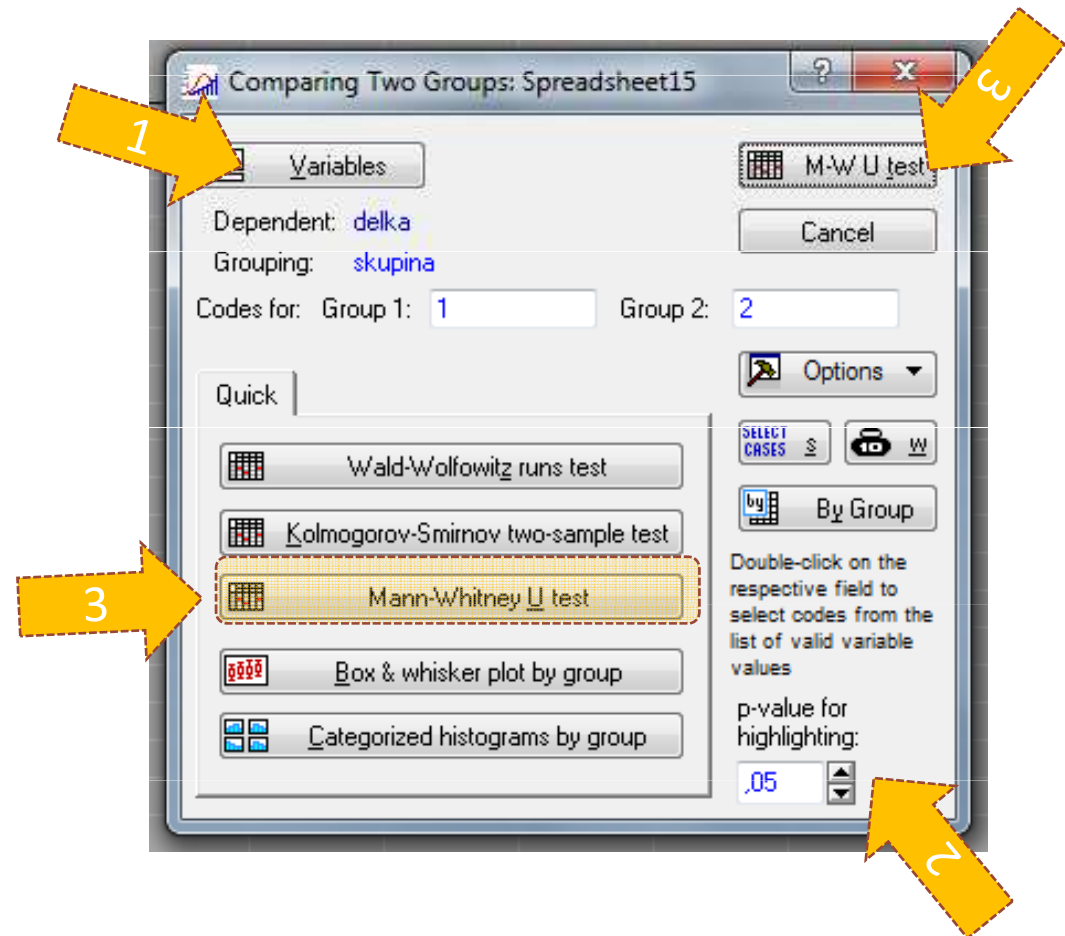 Comparing Two Groups: Spreadsheet15
?
x
3
1
Variables
M-W U test
Dependent: delka
Cancel
Grouping: skupina
Codes for: Group 1: 1 Group 2: 2
Options
Quick
SELECT CASES S
10 W
Wald-Wolfowitz runs test
by By Group
Kolmogorov-Smirnov two-sample test
3
Mann-Whitney U test
Double-click on the
respective field to
select codes from the
list of valid variable
values
Box & whisker plot by group
Categorized histograms by group
p-value for
highlighting:
,05
2